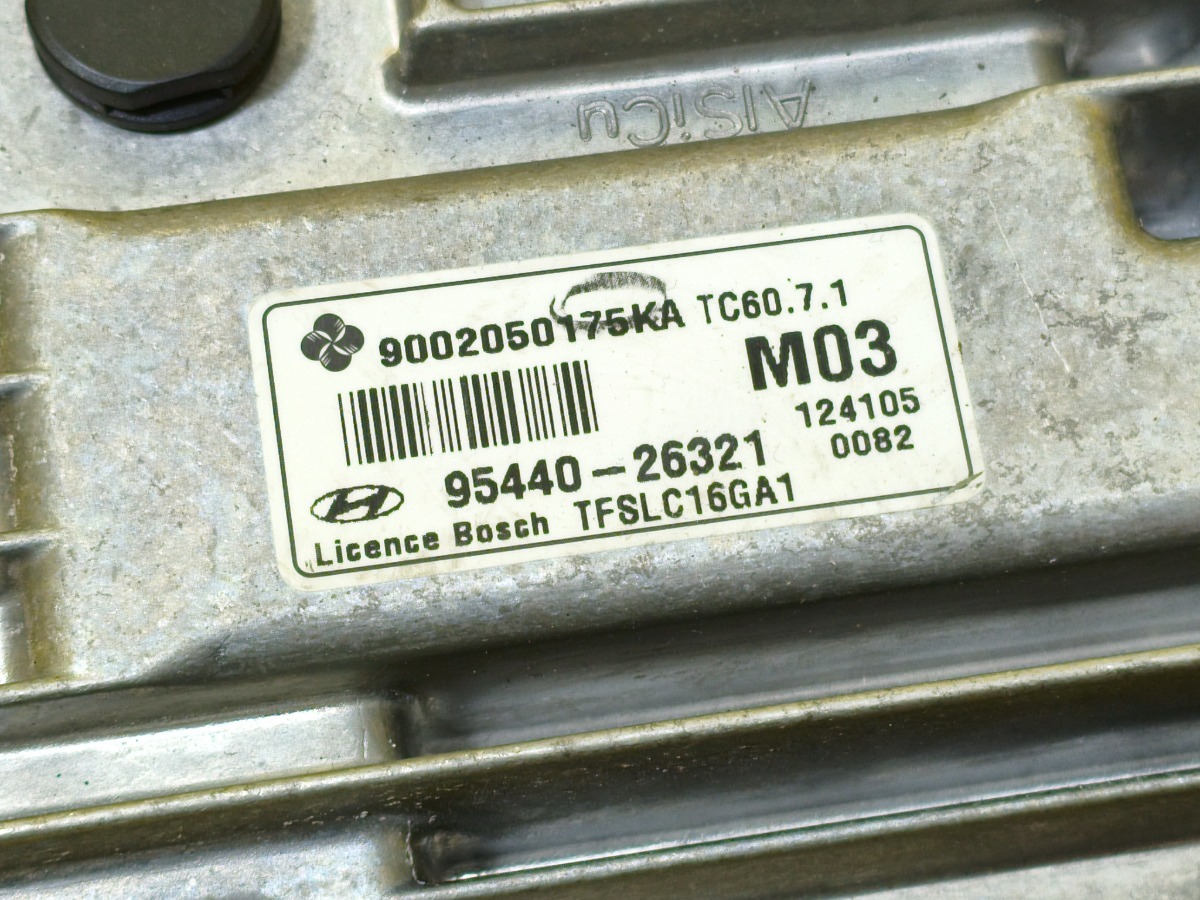 AlSiCu
9002050175KA TC60.7.1
M03
124105
95440-26321 0082
Licence Bosch TFSLC16GA1